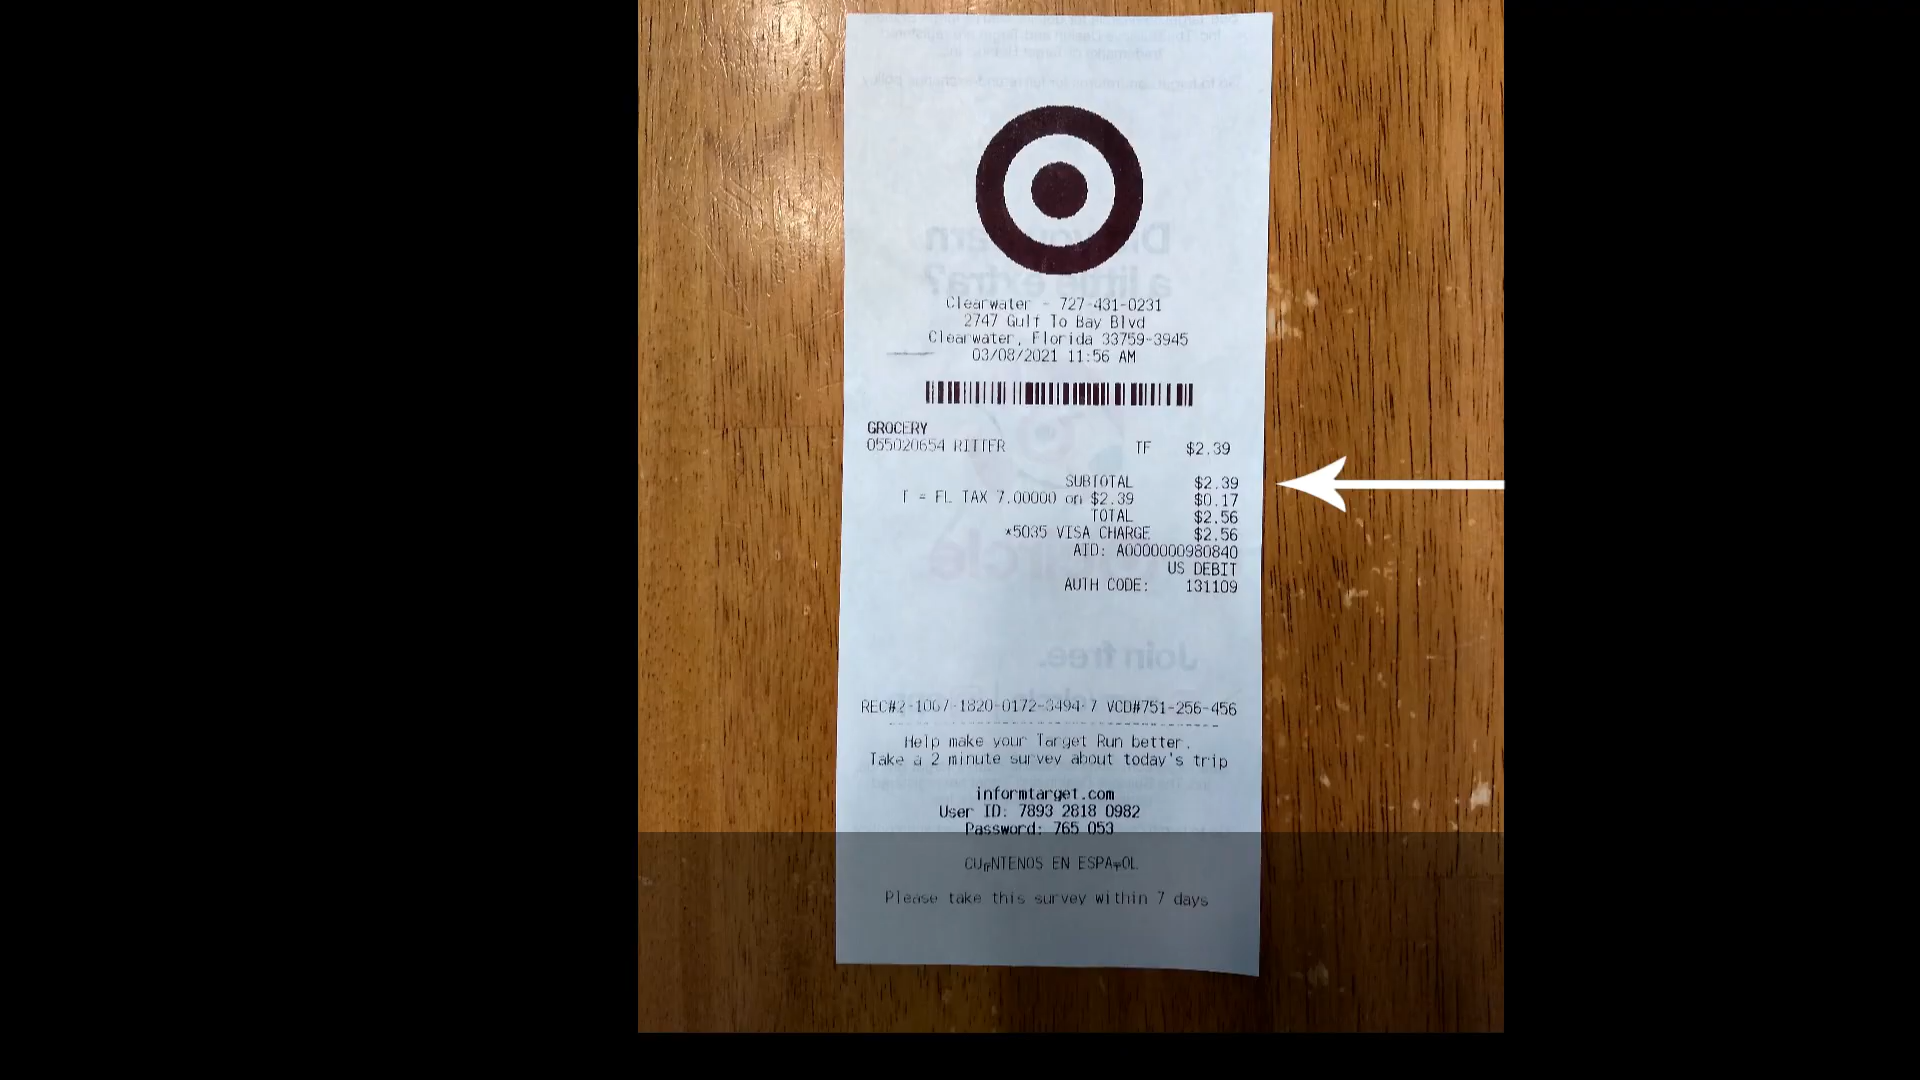 Clearwater - 727-431-0231
2747 Gulf To Bay Blvd
Clearwater, Florida 33759-3945
03/08/2021 11:56 AM
GROCERY
055020654 RITTER TF $2.39
SUBTOTAL $2.39
T = FL TAX 7.00000 on $2.39 $0.17
TOTAL $2.56
*5035 VISA CHARGE $2.56
AID: A0000000980840
US DEBIT
AUTH CODE: 131109
REC#2-1067-1820-0172-3494-7 VCD#751-256-456
Help make your Target Run better.
Take a 2 minute survey about today's trip
informtarget.com
User ID: 7893 2818 0982
Password: 765 053
EN
Please take this survey within 7 days